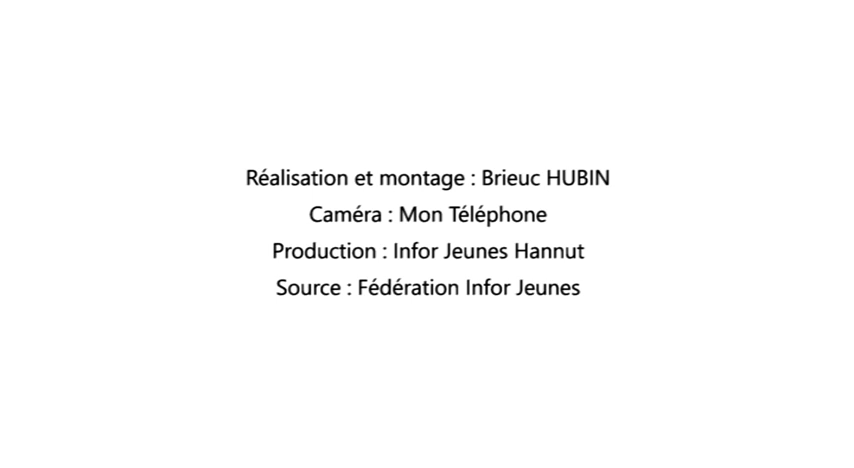 Réalisation et montage : Brieuc HUBIN
Caméra : Mon Téléphone
Production : Infor Jeunes Hannut
Source : Fédération Infor Jeunes